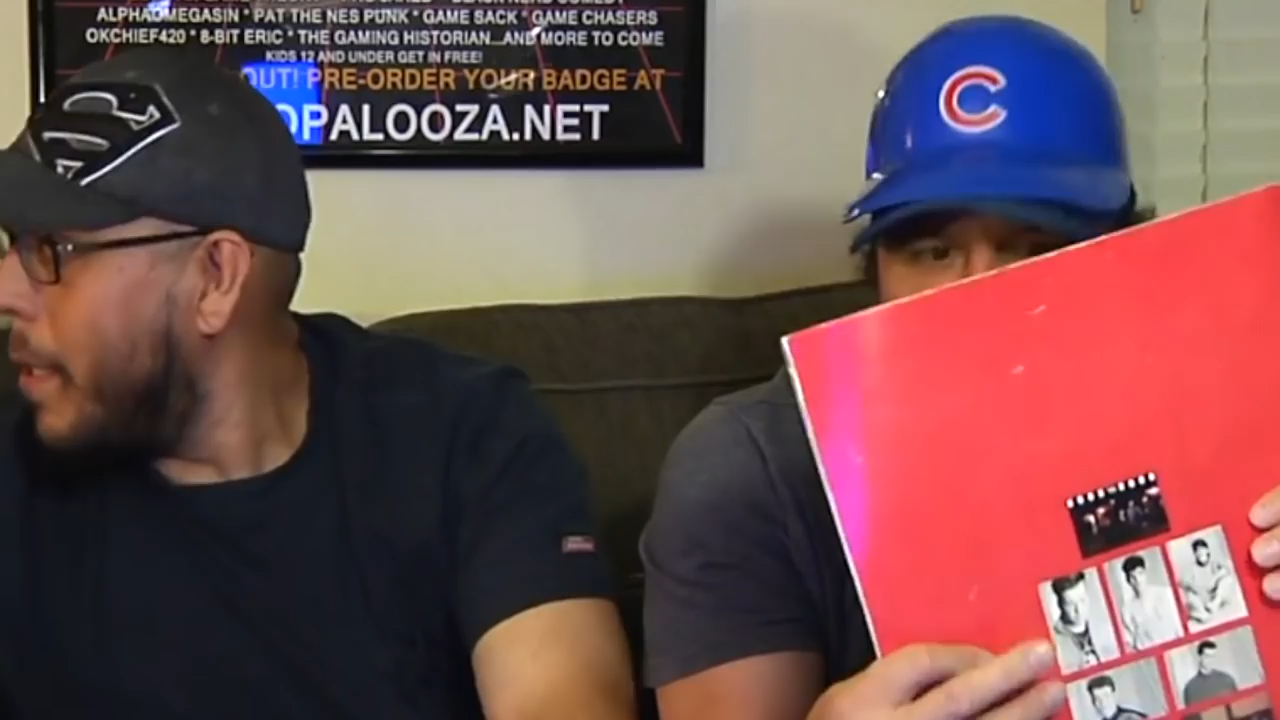 ALPHAOMEGASIN * PAT THE NES PUNK * GAME SACK * GAME CHASERS
OKCHIEF420 * 8-BIT ERIC * THE GAMING HISTORIAN...AND MORE TO COME
KIDS 12 AND UNDER GET IN FREE!
OUT! PRE-ORDER YOUR BADGE AT
OPALOOZA.NET
C